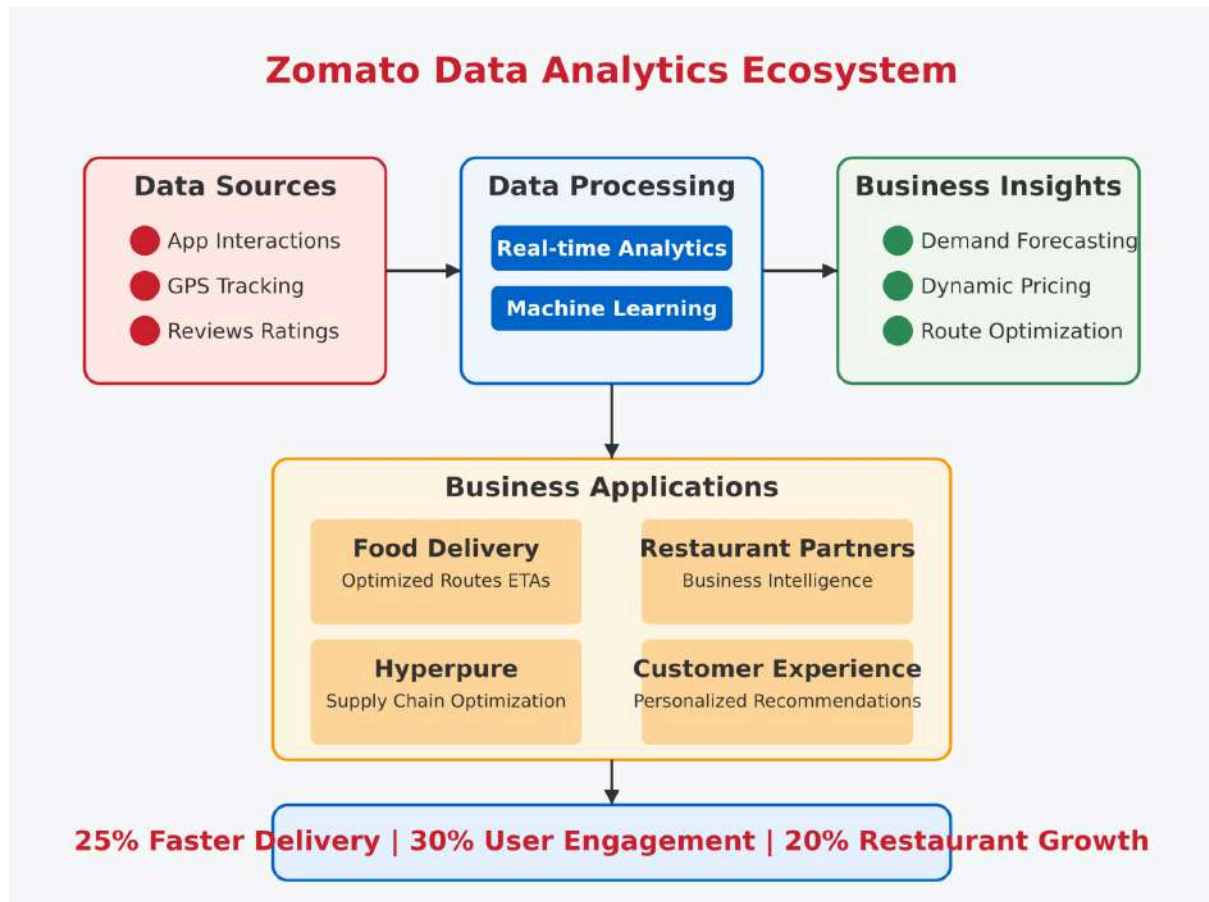 Zomato Data Analytics Ecosystem
Data Sources
App Interactions
GPS Tracking
Reviews Ratings
Data Processing
Real-time Analytics
Machine Learning
Business Insights
Demand Forecasting
Dynamic Pricing
Route Optimization
Business Applications
Food Delivery
Optimized Routes ETAs
Restaurant Partners
Business Intelligence
Hyperpure
Supply Chain Optimization
Customer Experience
Personalized Recommendations
25% Faster Delivery | 30% User Engagement | 20% Restaurant Growth